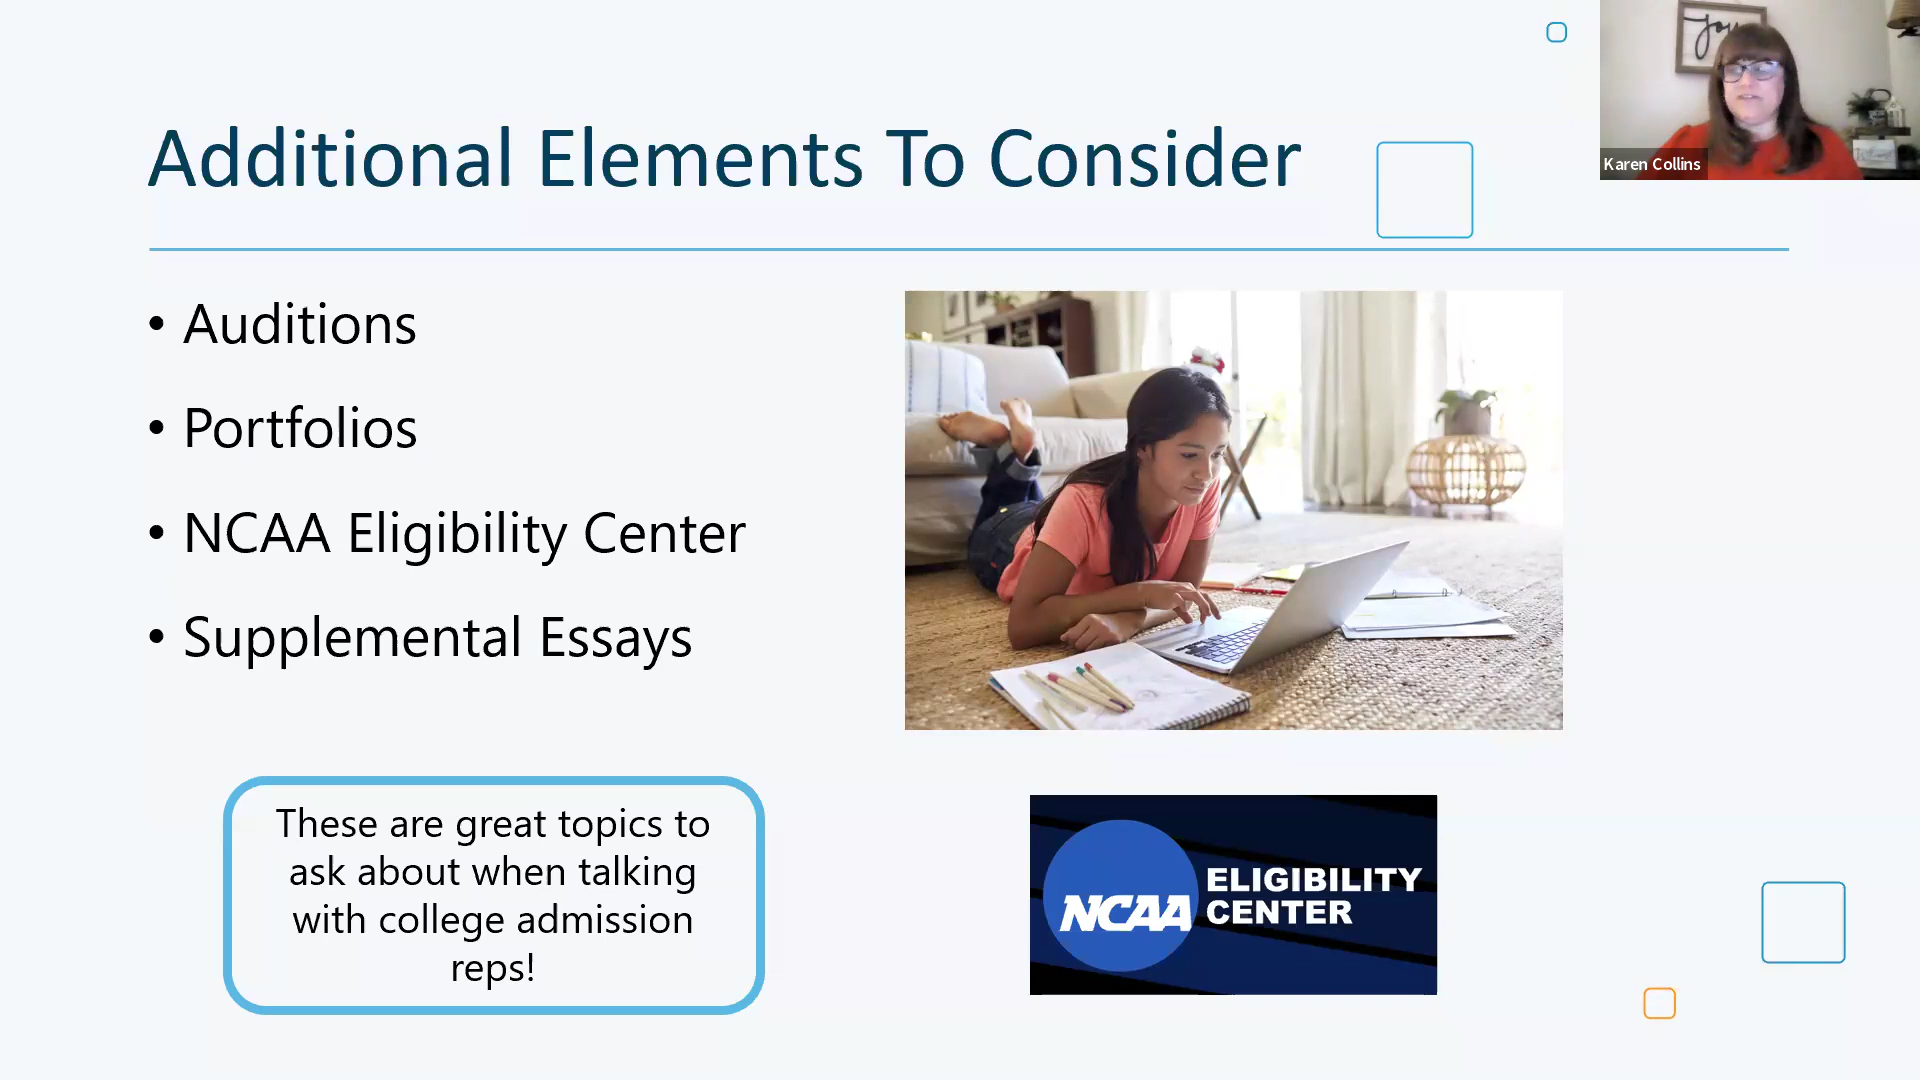 Additional Elements To Consider
Joy
Karen Collins
• Auditions
• Portfolios
• NCAA Eligibility Center
• Supplemental Essays
These are great topics to
ask about when talking
with college admission
reps!
NCAA
ELIGIBILITY
CENTER